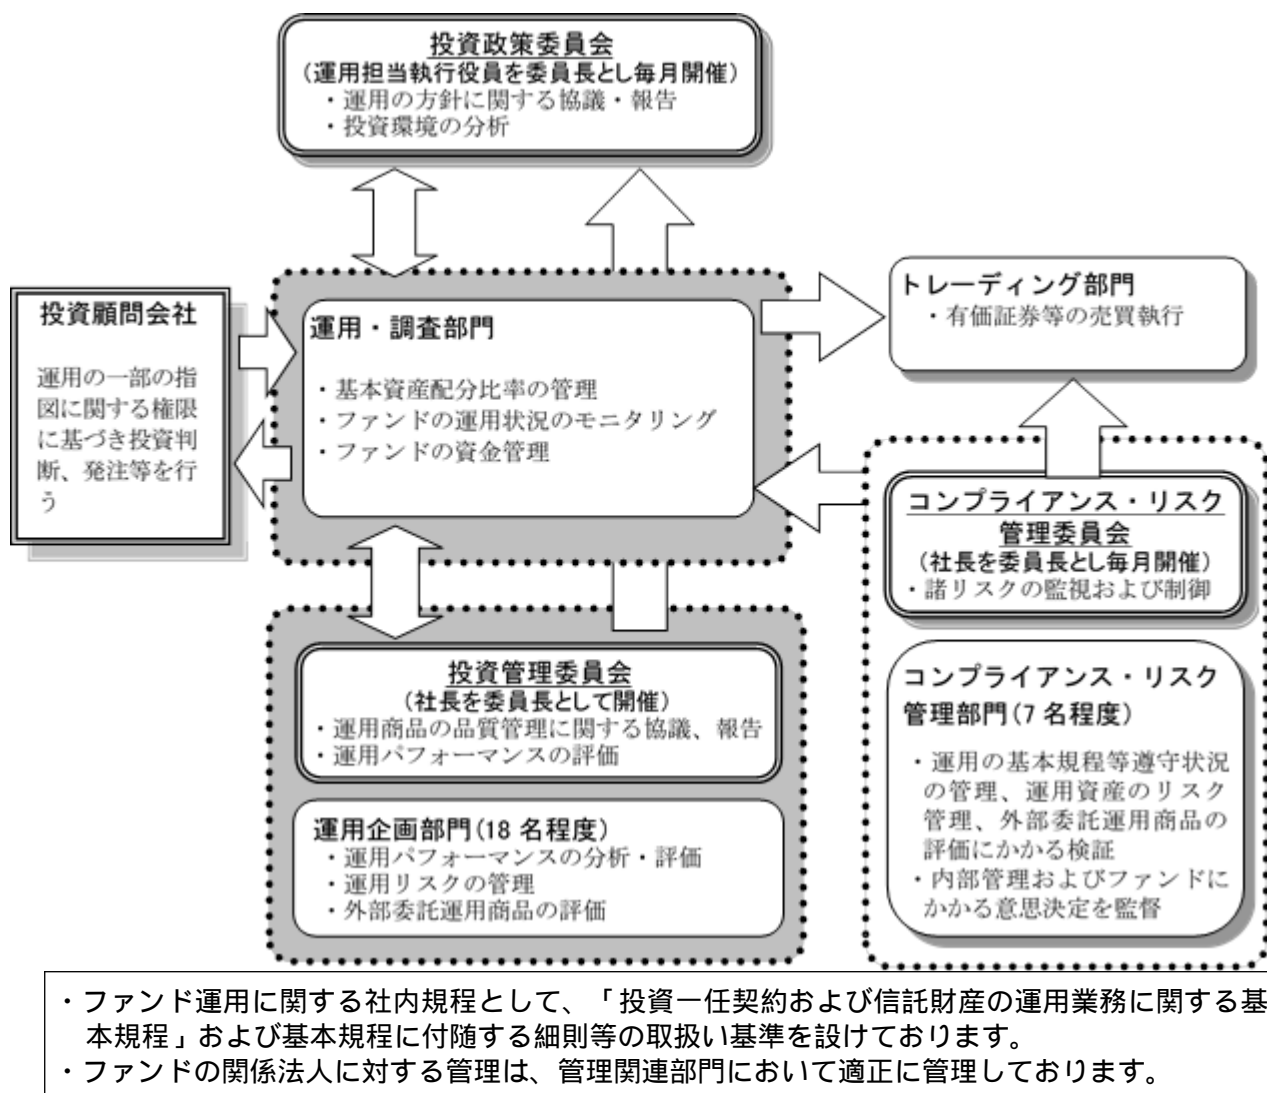 投資政策委員会
(運用担当執行役員を委員長とし毎月開催)
・運用の方針に関する協議・報告
・投資環境の分析
投資顧問会社
運用の一部の指
図に関する権限
に基づき投資判
断、発注等を行
う
運用・調査部門
・基本資産配分比率の管理
・ファンドの運用状況のモニタリング
・ファンドの資金管理
トレーディング部門
・有価証券等の売買執行
コンプライアンス・リスク
管理委員会
(社長を委員長とし毎月開催)
・諸リスクの監視および制御
コンプライアンス・リスク
管理部門(7 名程度)
・運用の基本規程等遵守状況
の管理、運用資産のリスク
管理、外部委託運用商品の
評価にかかる検証
・内部管理およびファンドに
かかる意思決定を監督
投資管理委員会
(社長を委員長として開催)
・運用商品の品質管理に関する協議、報告
・運用パフォーマンスの評価
運用企画部門(18 名程度)
・運用パフォーマンスの分析・評価
・運用リスクの管理
・外部委託運用商品の評価
・ファンド運用に関する社内規程として、「投資一任契約および信託財産の運用業務に関する基
本規程」および基本規程に付随する細則等の取扱い基準を設けております。
・ファンドの関係法人に対する管理は、管理関連部門において適正に管理しております。